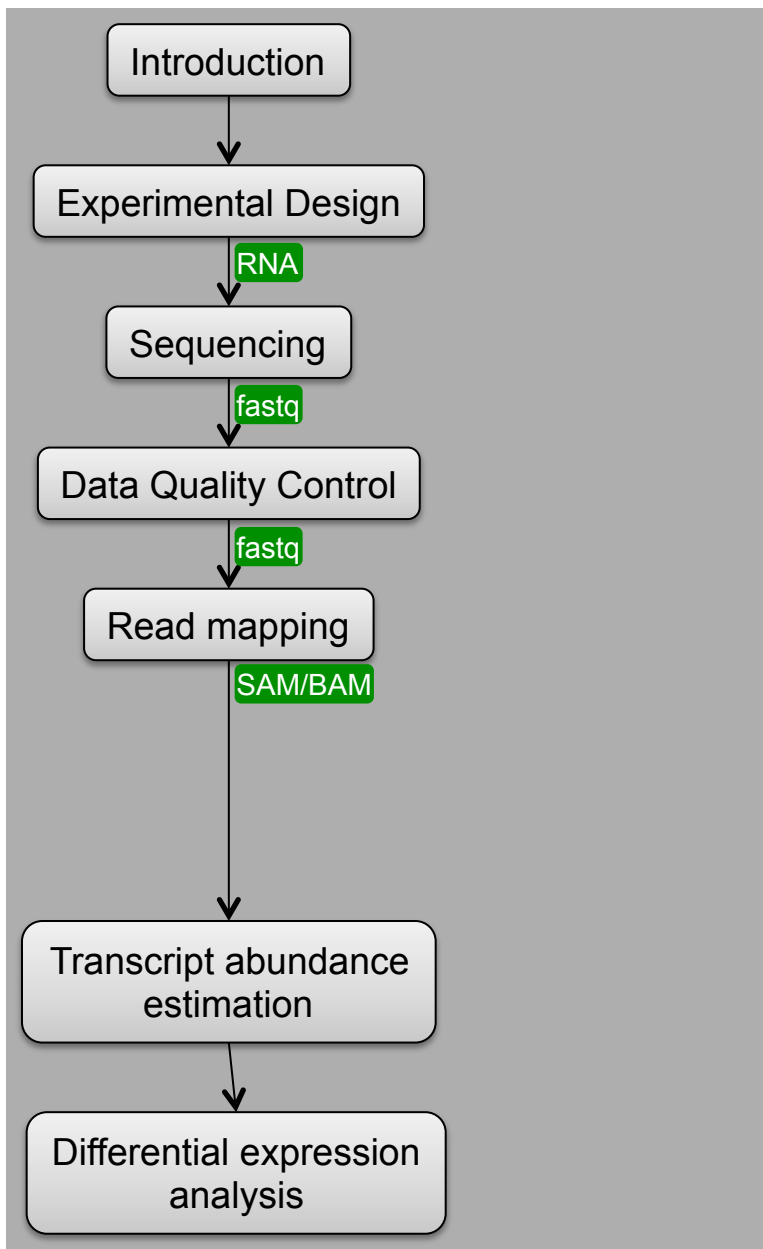 Introduction
Experimental Design
RNA
Sequencing
fastq
Data Quality Control
fastq
Read mapping
SAM/BAM
Transcript abundance
estimation
Differential expression
analysis